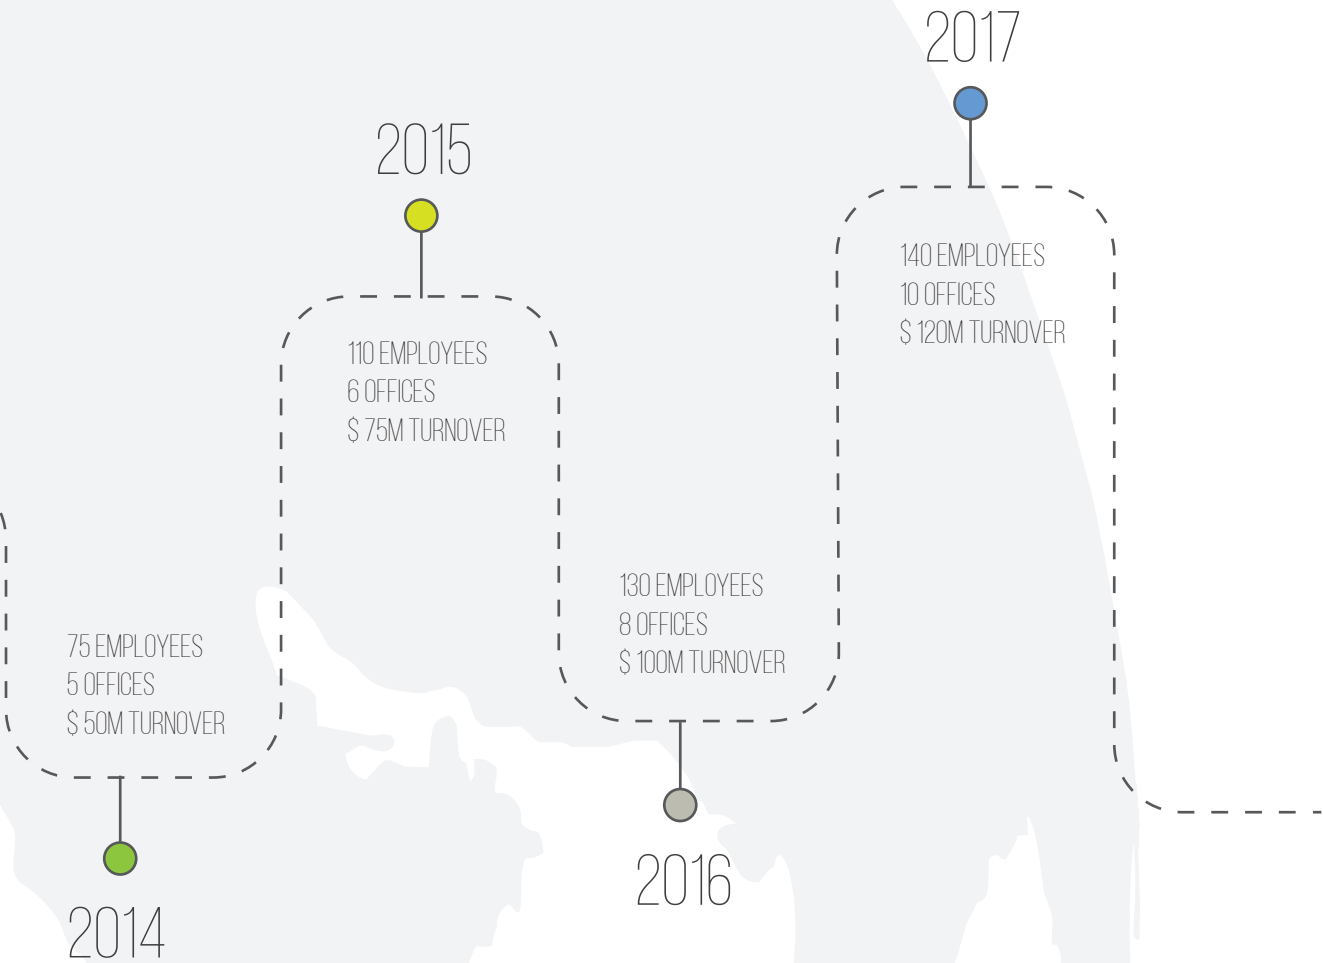 75 EMPLOYEES
5 OFFICES
$ 50M TURNOVER
2014
2015
110 EMPLOYEES
6 OFFICES
$ 75M TURNOVER
130 EMPLOYEES
8 OFFICES
$ 100M TURNOVER
2016
2017
140 EMPLOYEES
10 OFFICES
$ 120M TURNOVER